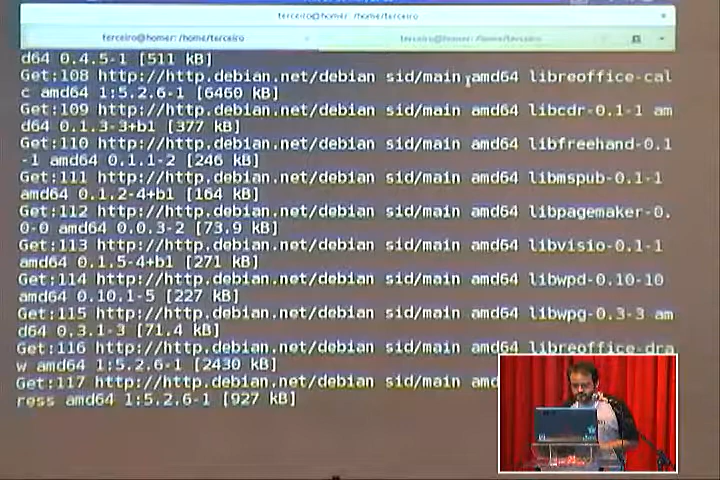 terceiro@homer: /home/terceiro
terceiro@homer: /home/terceiro
terceiro@homer: /home/terceiro
d64 0.4.5-1 [511 kB]
Get:108 http://http.debian.net/debian sid/main amd64 libreoffice-cal
c amd64 1:5.2.6-1 [6460 kB]
Get:109 http://http.debian.net/debian sid/main amd64 libcdr-0.1-1 am
d64 0.1.3-3+b1 [377 kB]
Get:110 http://http.debian.net/debian sid/main amd64 libfreehand-0.1
-1 amd64 0.1.1-2 [246 kB]
Get:111 http://http.debian.net/debian sid/main amd64 libmspub-0.1-1
amd64 0.1.2-4+b1 [164 kB]
Get:112 http://http.debian.net/debian sid/main amd64 libpagemaker-0.
0-0 amd64 0.0.3-2 [73.9 kB]
Get:113 http://http.debian.net/debian sid/main amd64 libvisio-0.1-1
amd64 0.1.5-4+b1 [271 kB]
Get:114 http://http.debian.net/debian sid/main amd64 libwpd-0.10-10
amd64 0.10.1-5 [227 kB]
Get:115 http://http.debian.net/debian sid/main amd64 libwpg-0.3-3 am
d64 0.3.1-3 [71.4 kB]
Get:116 http://http.debian.net/debian sid/main amd64 libreoffice-dra
w amd64 1:5.2.6-1 [2430 kB]
Get:117 http://http.debian.net/debian sid/main
ress amd64 1:5.2.6-1 [927 kB]